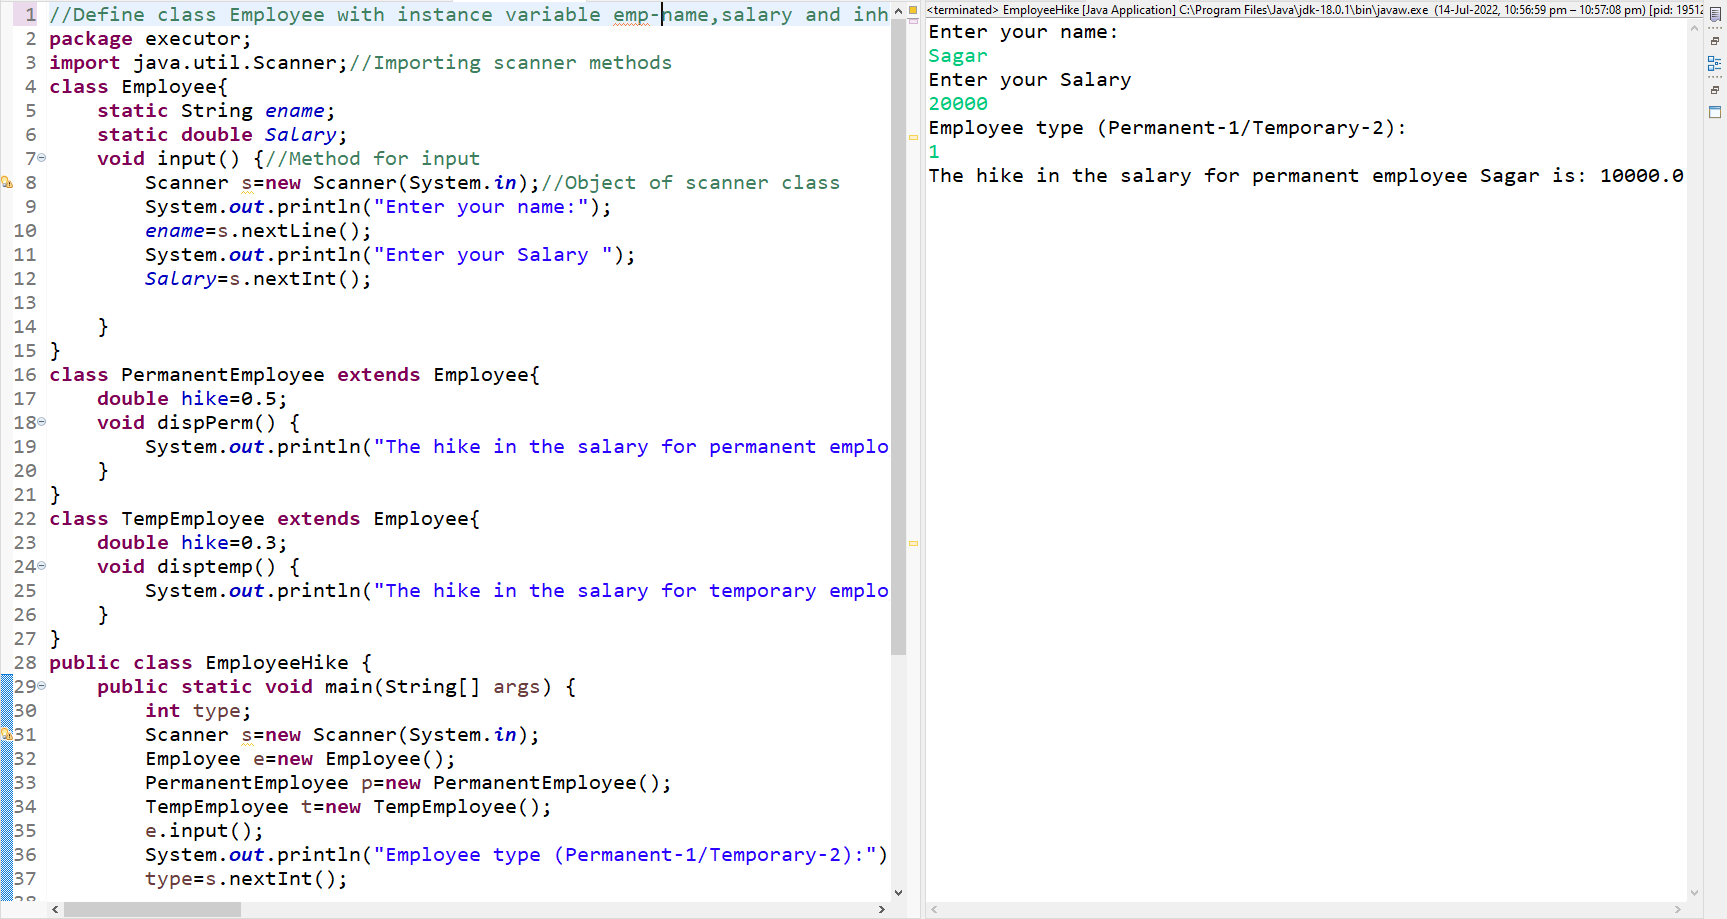 1 //Define class Employee with instance variable emp-name,salary and inh
2 package executor;
3 import java.util.Scanner;//Importing scanner methods
4 class Employee{
5     static String ename;
6     static double Salary;
7     void input() {//Method for input
8         Scanner s=new Scanner(System.in);//Object of scanner class
9         System.out.println("Enter your name:");
10         ename=s.nextLine();
11         System.out.println("Enter your Salary ");
12         Salary=s.nextInt();
13
14     }
15 }
16 class PermanentEmployee extends Employee{
17     double hike=0.5;
18     void dispPerm() {
19         System.out.println("The hike in the salary for permanent emplo
20     }
21 }
22 class TempEmployee extends Employee{
23     double hike=0.3;
24     void disptemp() {
25         System.out.println("The hike in the salary for temporary emplo
26     }
27 }
28 public class EmployeeHike {
29     public static void main(String[] args) {
30         int type;
31         Scanner s=new Scanner(System.in);
32         Employee e=new Employee();
33         PermanentEmployee p=new PermanentEmployee();
34         TempEmployee t=new TempEmployee();
35         e.input();
36         System.out.println("Employee type (Permanent-1/Temporary-2):")
37         type=s.nextInt();
<terminated> EmployeeHike [Java Application] C:\Program Files\Java\jdk-18.0.1\bin\javaw.exe (14-Jul-2022, 10:56:59 pm – 10:57:08 pm) [pid: 19512
Enter your name:
Sagar
Enter your Salary
20000
Employee type (Permanent-1/Temporary-2):
1
The hike in the salary for permanent employee Sagar is: 10000.0